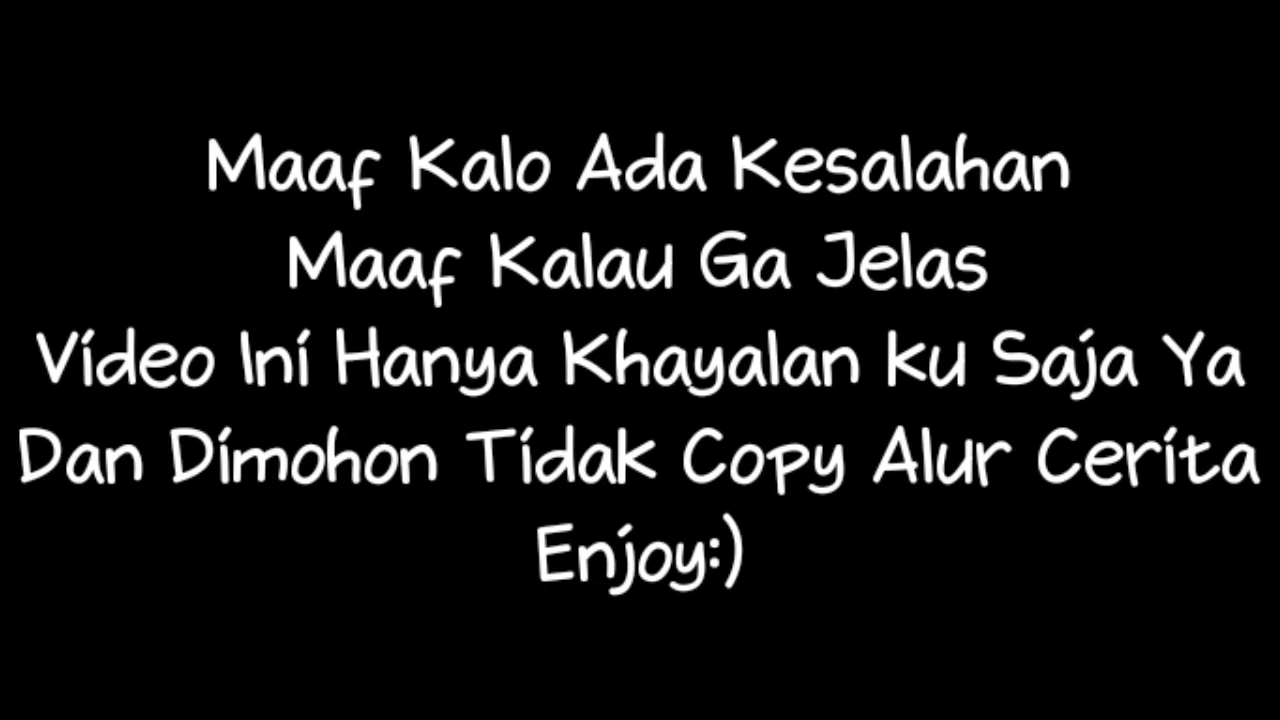 Maaf Kalo Ada Kesalahan
Maaf Kalau Ga Jelas
Video Ini Hanya Khayalan Ku Saja Ya
Dan Dimohon Tidak Copy Alur Cerita
Enjoy:)